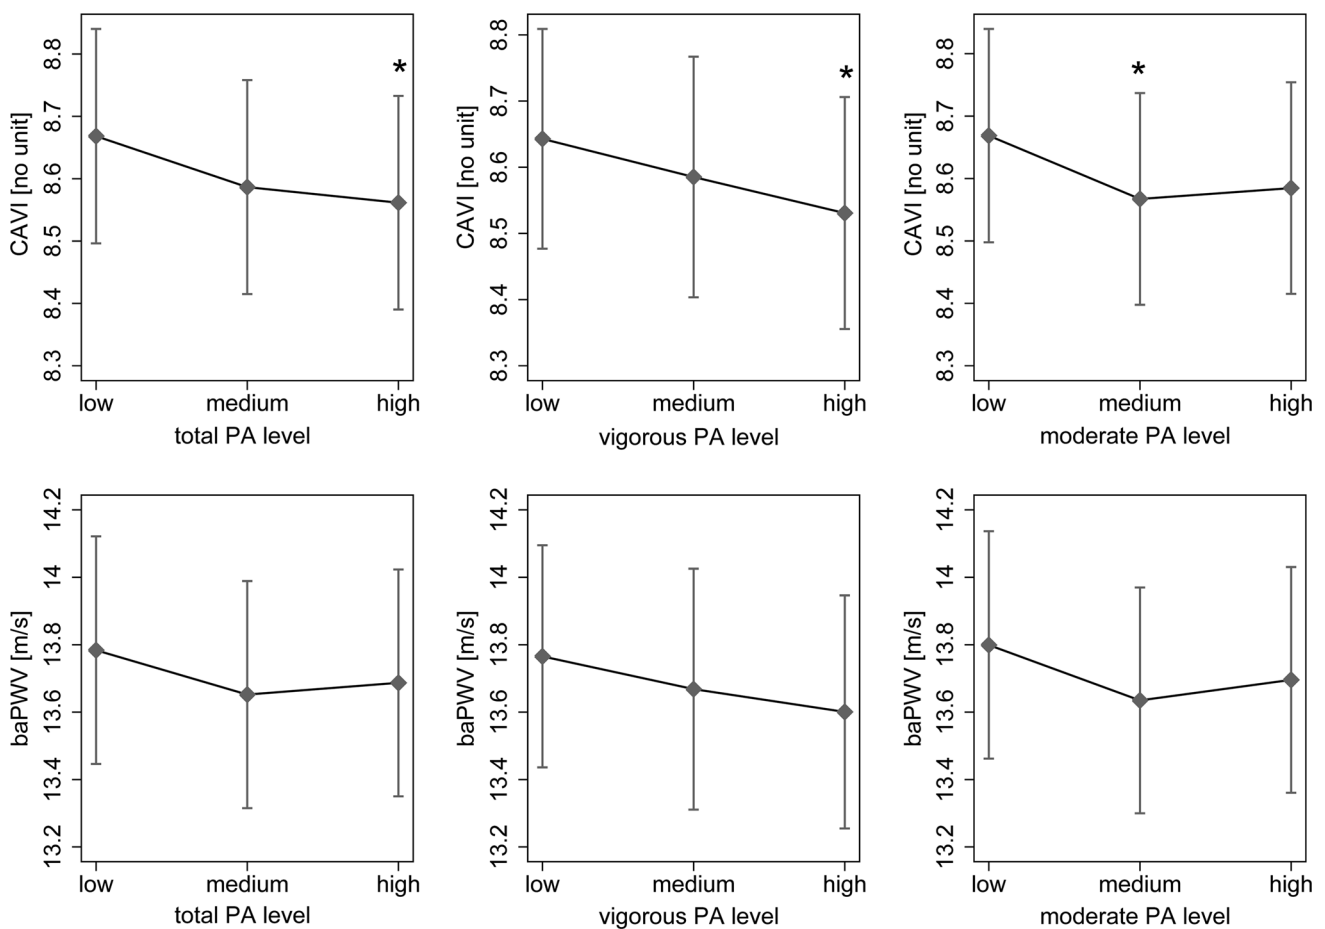 CAVI [no unit]
8.8
8.7
8.6
8.5
8.4
8.3
*
low medium high
total PA level
CAVI [no unit]
8.8
8.7
8.6
8.5
8.4
8.3
*
low medium high
vigorous PA level
CAVI [no unit]
8.8
8.7
8.6
8.5
8.4
8.3
*
low medium high
moderate PA level
baPWV [m/s]
14.2
14
13.8
13.6
13.4
13.2
low medium high
total PA level
baPWV [m/s]
14.2
14
13.8
13.6
13.4
13.2
low medium high
vigorous PA level
baPWV [m/s]
14.2
14
13.8
13.6
13.4
13.2
low medium high
moderate PA level